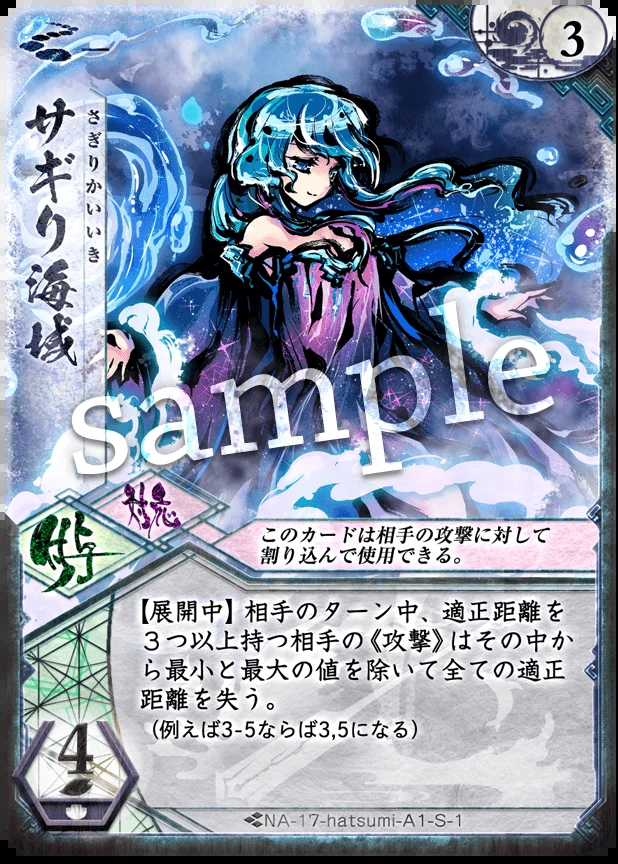 3
サギリ海域
さぎりかいいき
sample
対応
付与
このカードは相手の攻撃に対して
割り込んで使用できる。
【展開中】相手のターン中、適正距離を
３つ以上持つ相手の《攻撃》はその中か
ら最小と最大の値を除いて全ての適正
距離を失う。
（例えば3-5ならば3,5になる）
4
NA-17-hatsumi-A1-S-1